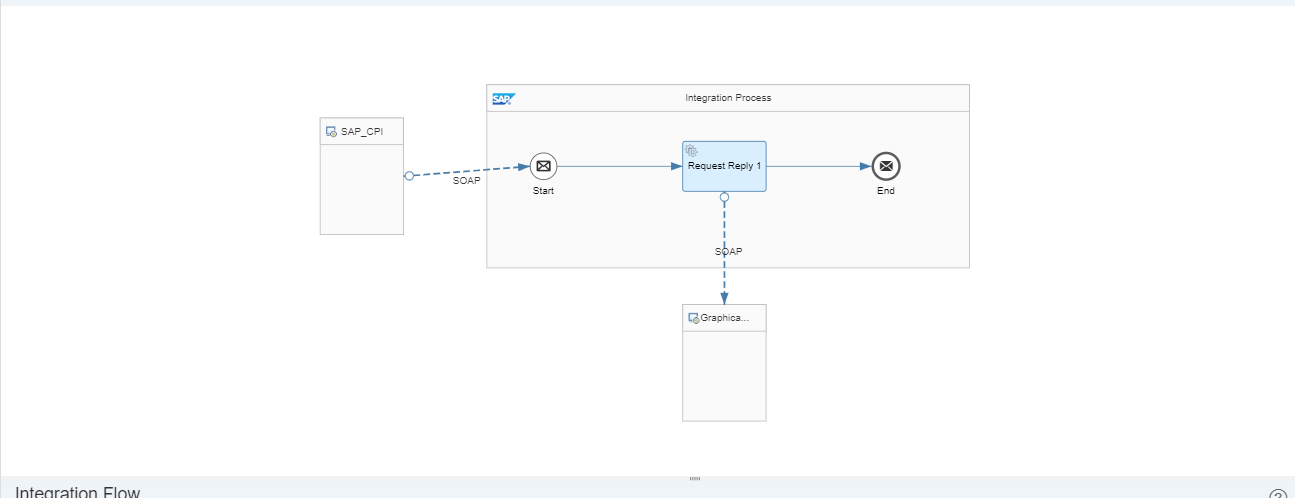 SAP
Integration Process
SAP_CPI
SOAP
Start
Request Reply 1
End
SOAP
Graphica...
Integration Flow